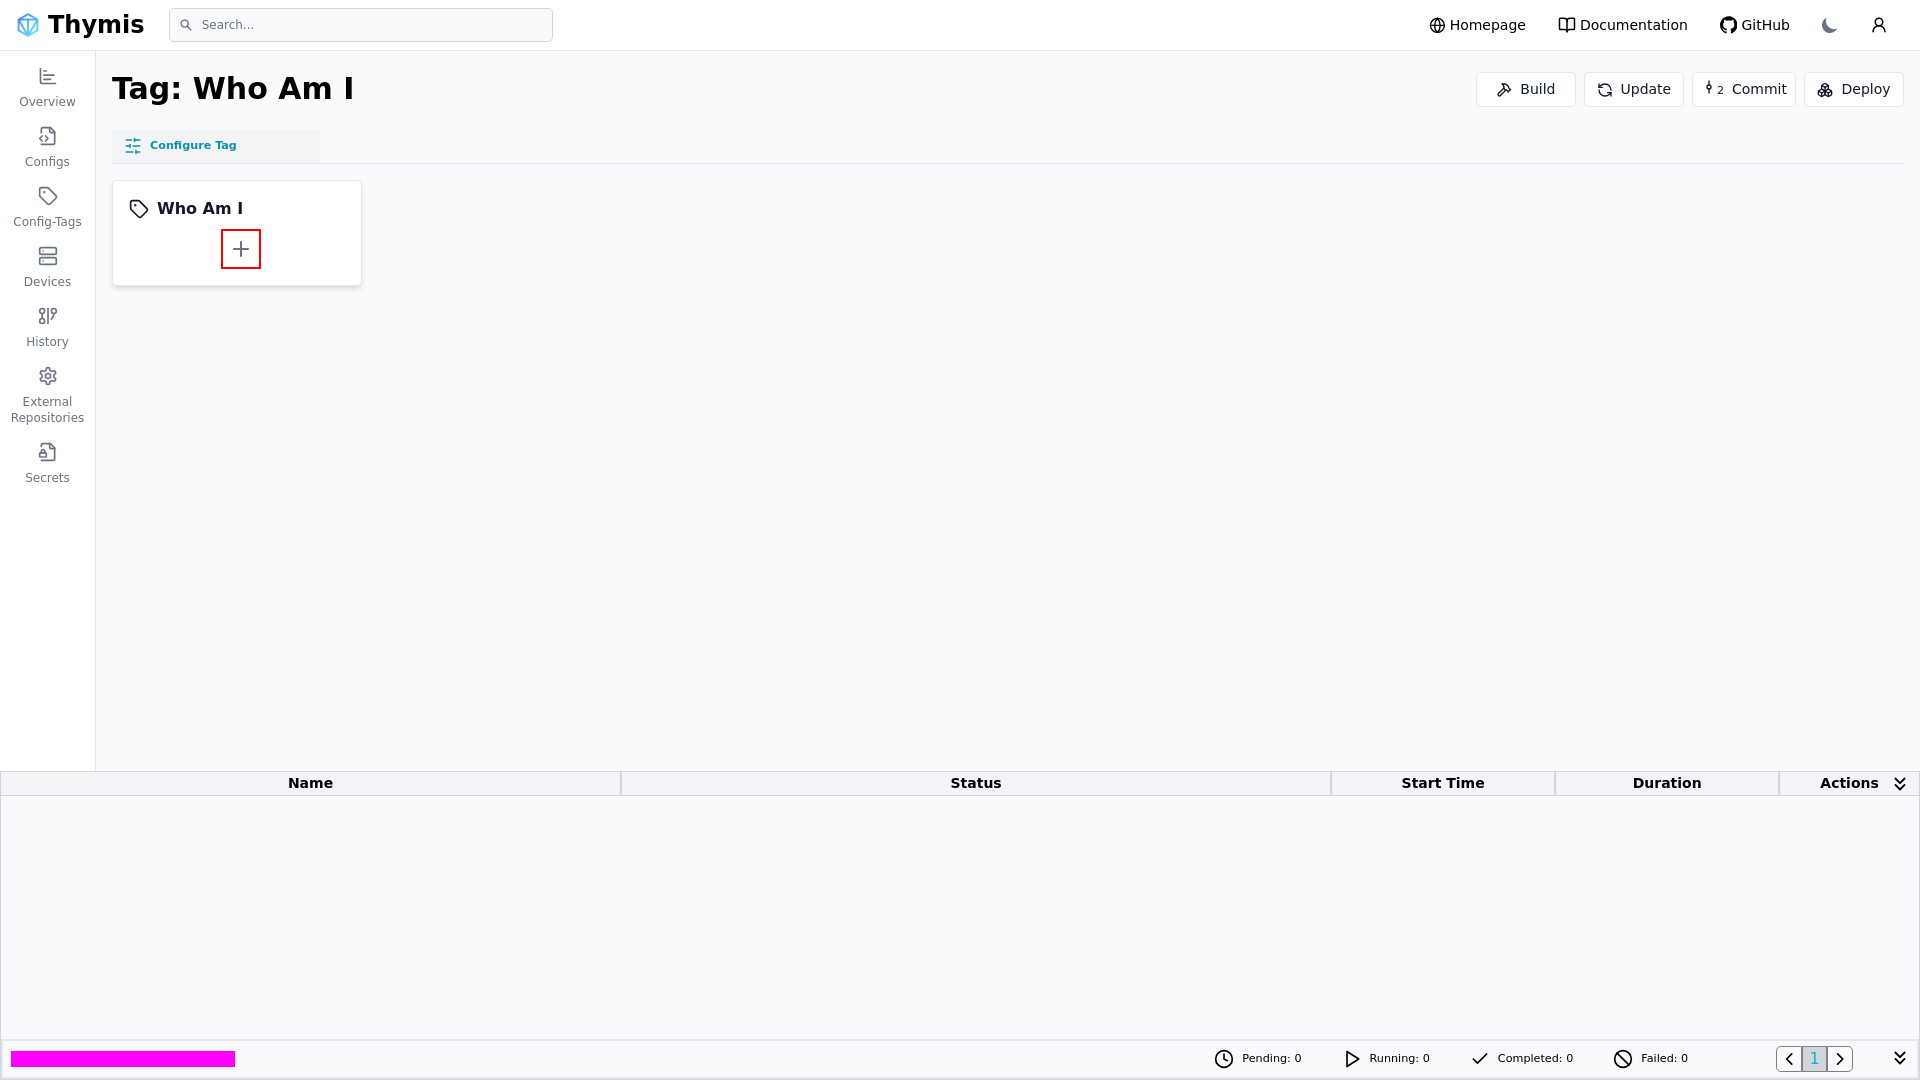 Thymis
Search...
Homepage
Documentation
GitHub
Overview
Configs
Config-Tags
Devices
History
External
Repositories
Secrets
Tag: Who Am I
Build
Update
2 Commit
Deploy
Configure Tag
Who Am I
Name
Status
Start Time
Duration
Actions
Pending: 0
Running: 0
Completed: 0
Failed: 0
1